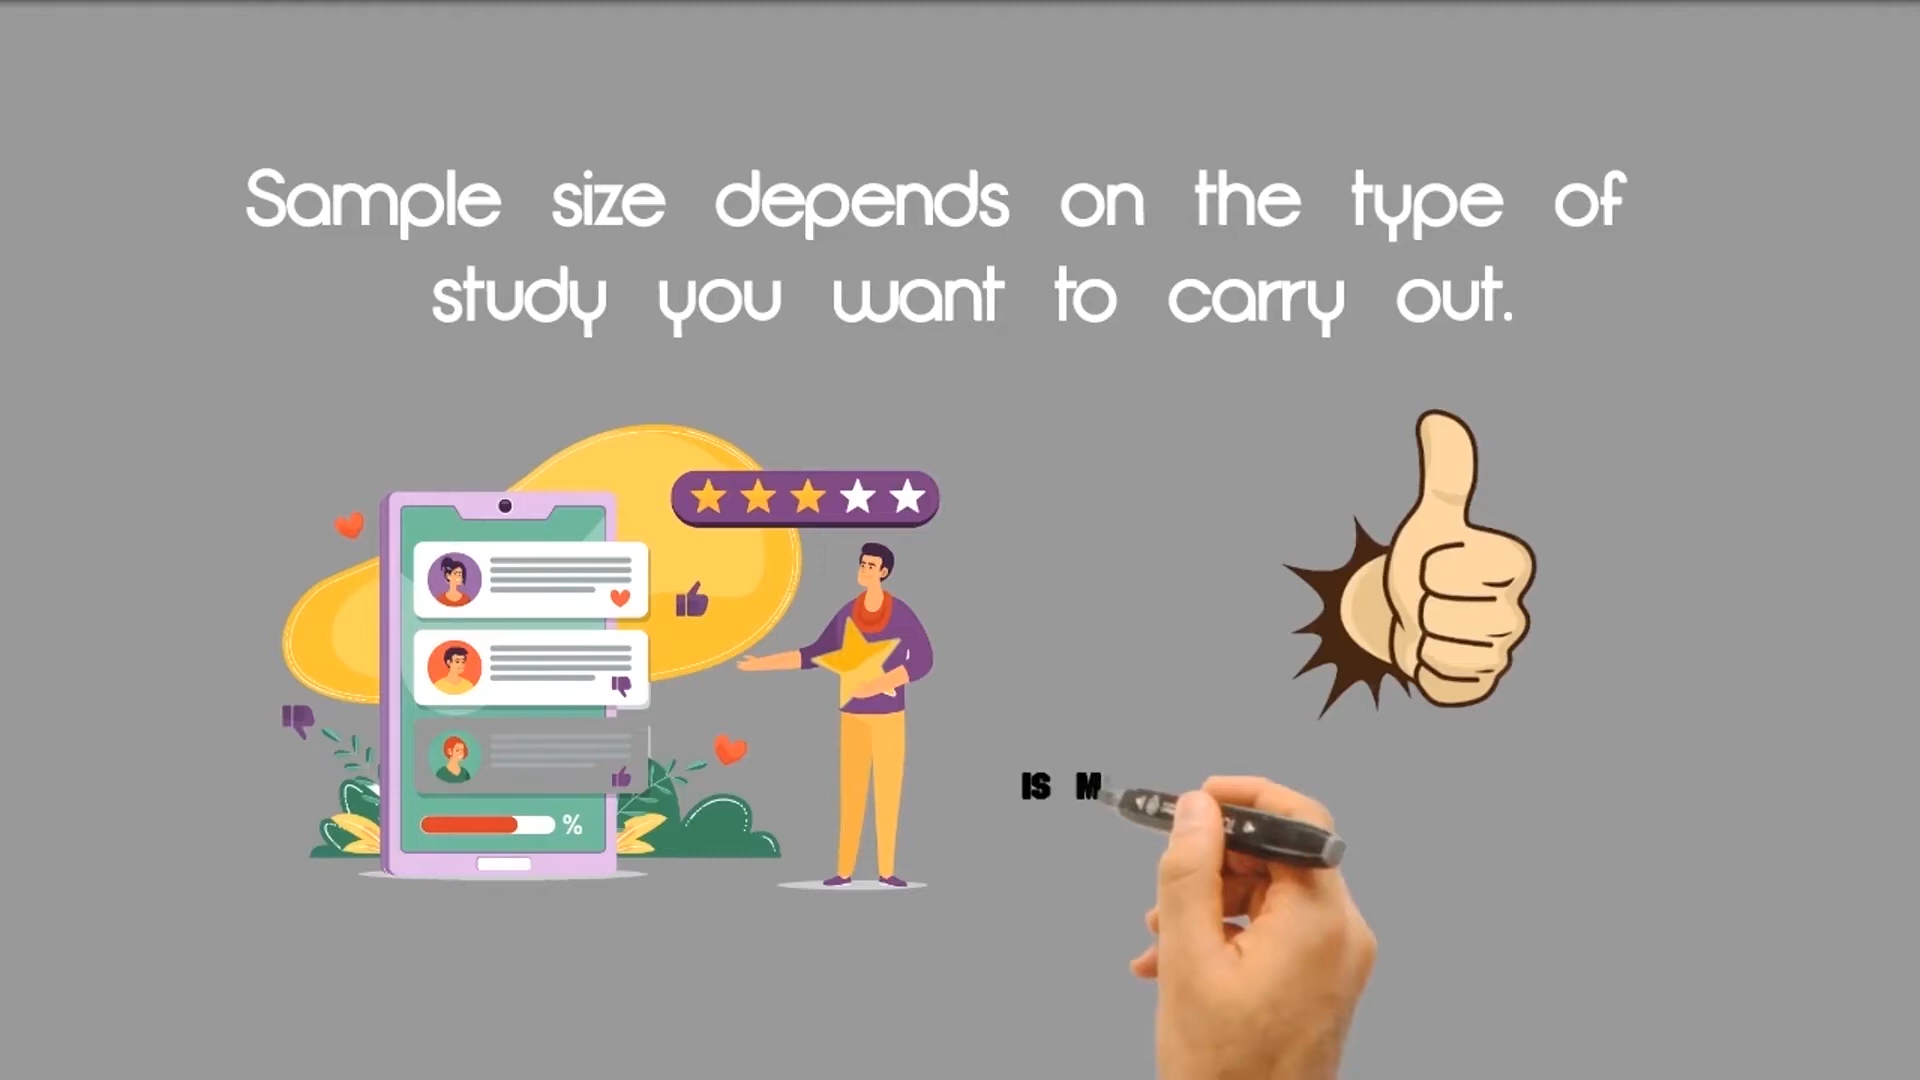 Sample size depends on the type of
study you want to carry out.
%
IS M